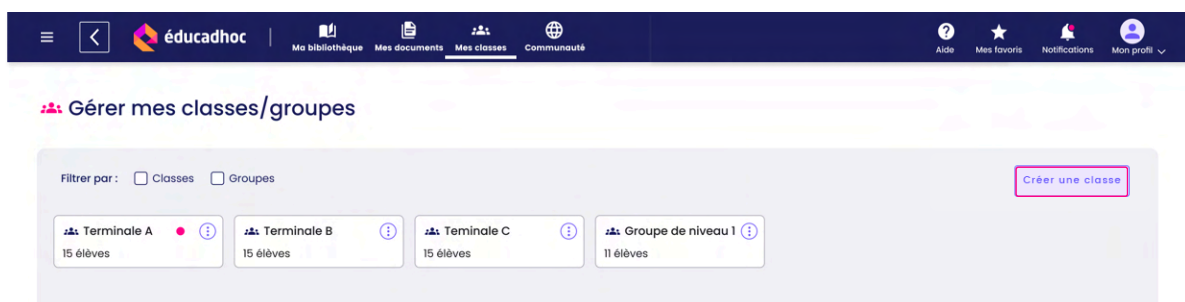 éducadhoc
Ma bibliothèque Mes documents Mes classes Communauté
Aide Mes favoris Notifications Mon profil
Gérer mes classes/groupes
Filtrer par : Classes Groupes
Créer une classe
Terminale A
15 élèves
Terminale B
15 élèves
Teminale C
15 élèves
Groupe de niveau 1
11 élèves